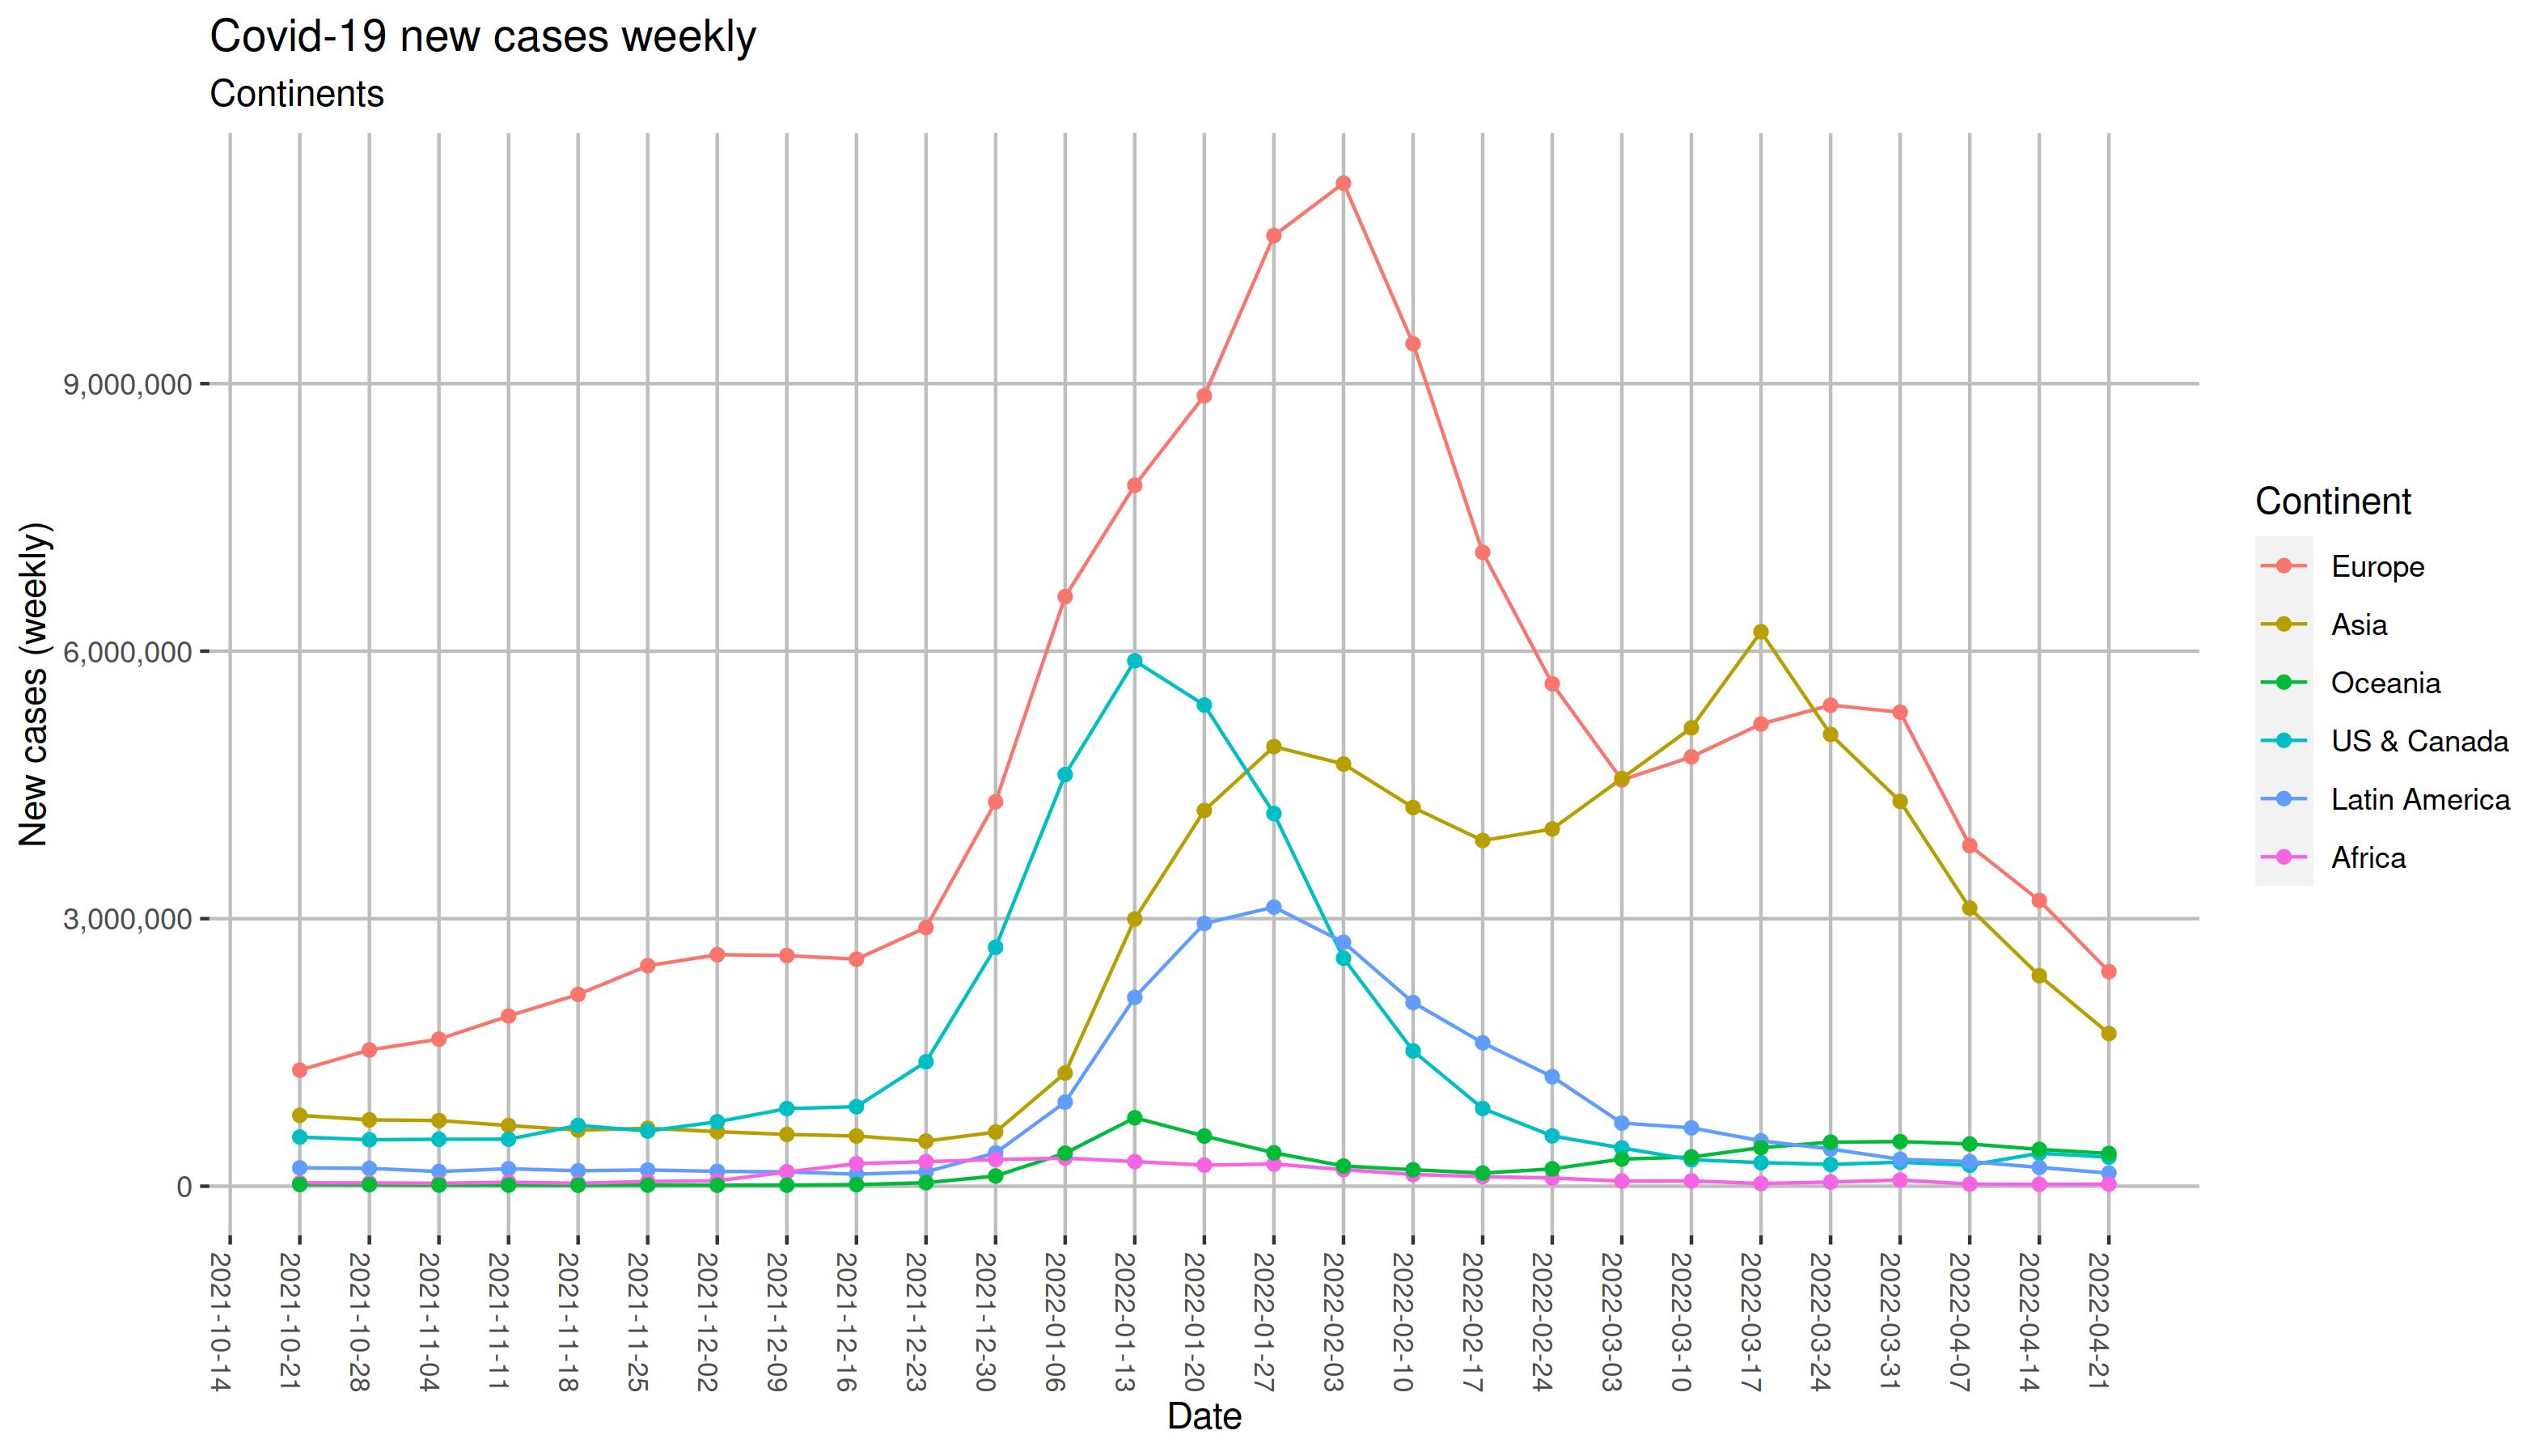 Covid-19 new cases weekly
Continents
New cases (weekly)
9,000,000
6,000,000
3,000,000
0
2021-10-14
2021-10-21
2021-10-28
2021-11-04
2021-11-11
2021-11-18
2021-11-25
2021-12-02
2021-12-09
2021-12-16
2021-12-23
2021-12-30
2022-01-06
2022-01-13
2022-01-20
2022-01-27
2022-02-03
2022-02-10
2022-02-17
2022-02-24
2022-03-03
2022-03-10
2022-03-17
2022-03-24
2022-03-31
2022-04-07
2022-04-14
2022-04-21
Date
Continent
Europe
Asia
Oceania
US & Canada
Latin America
Africa